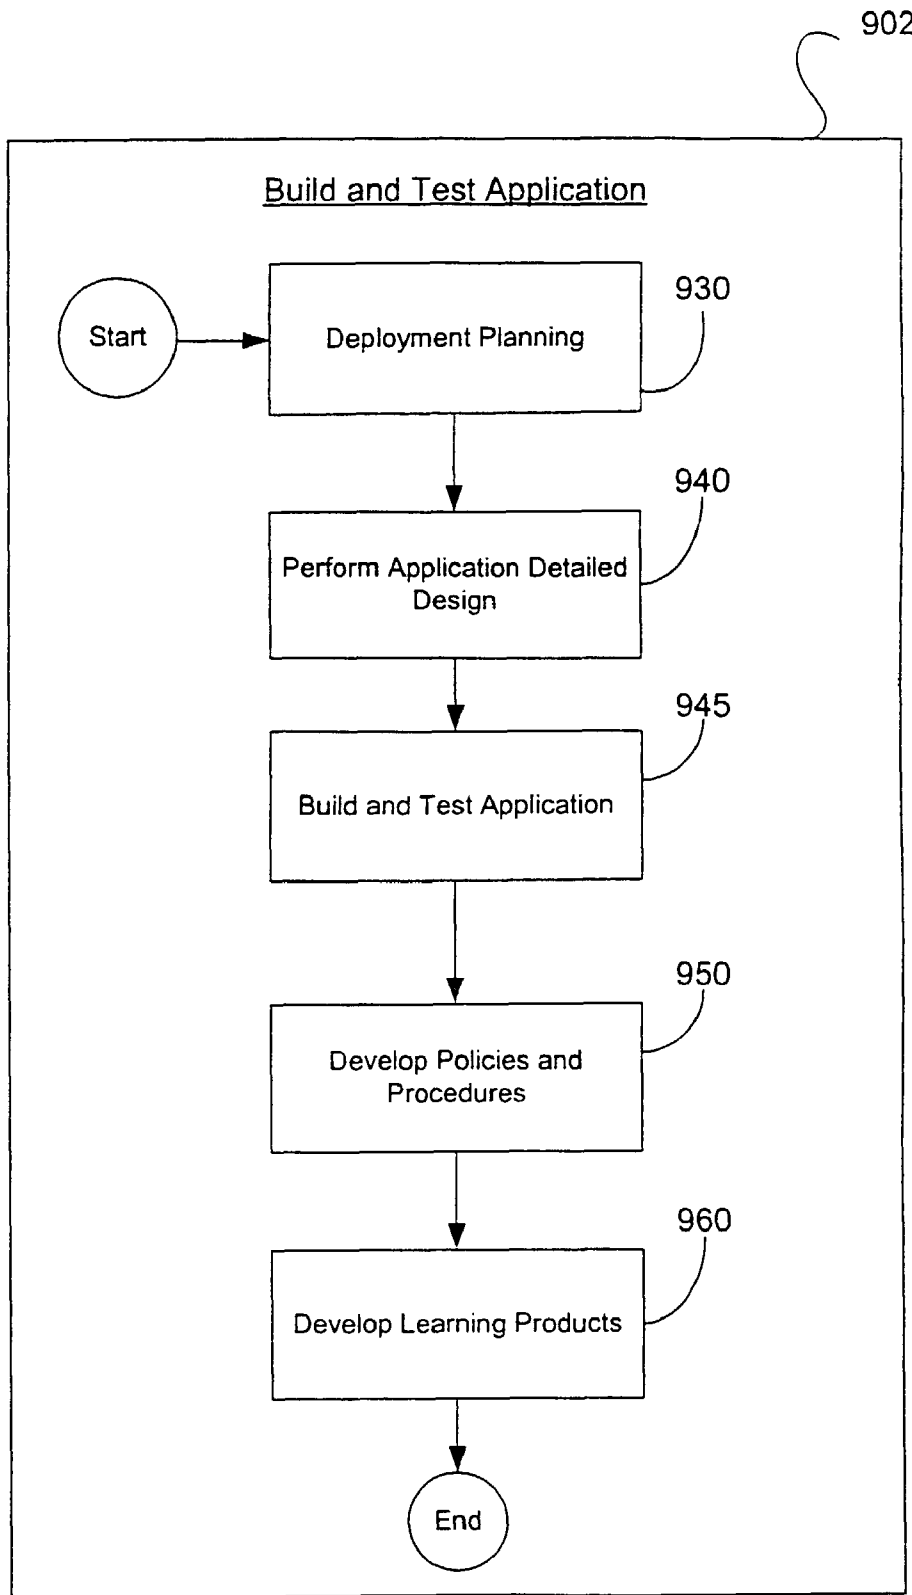 902
Build and Test Application
Start
Deployment Planning
930
940
Perform Application Detailed
Design
945
Build and Test Application
950
Develop Policies and
Procedures
960
Develop Learning Products
End